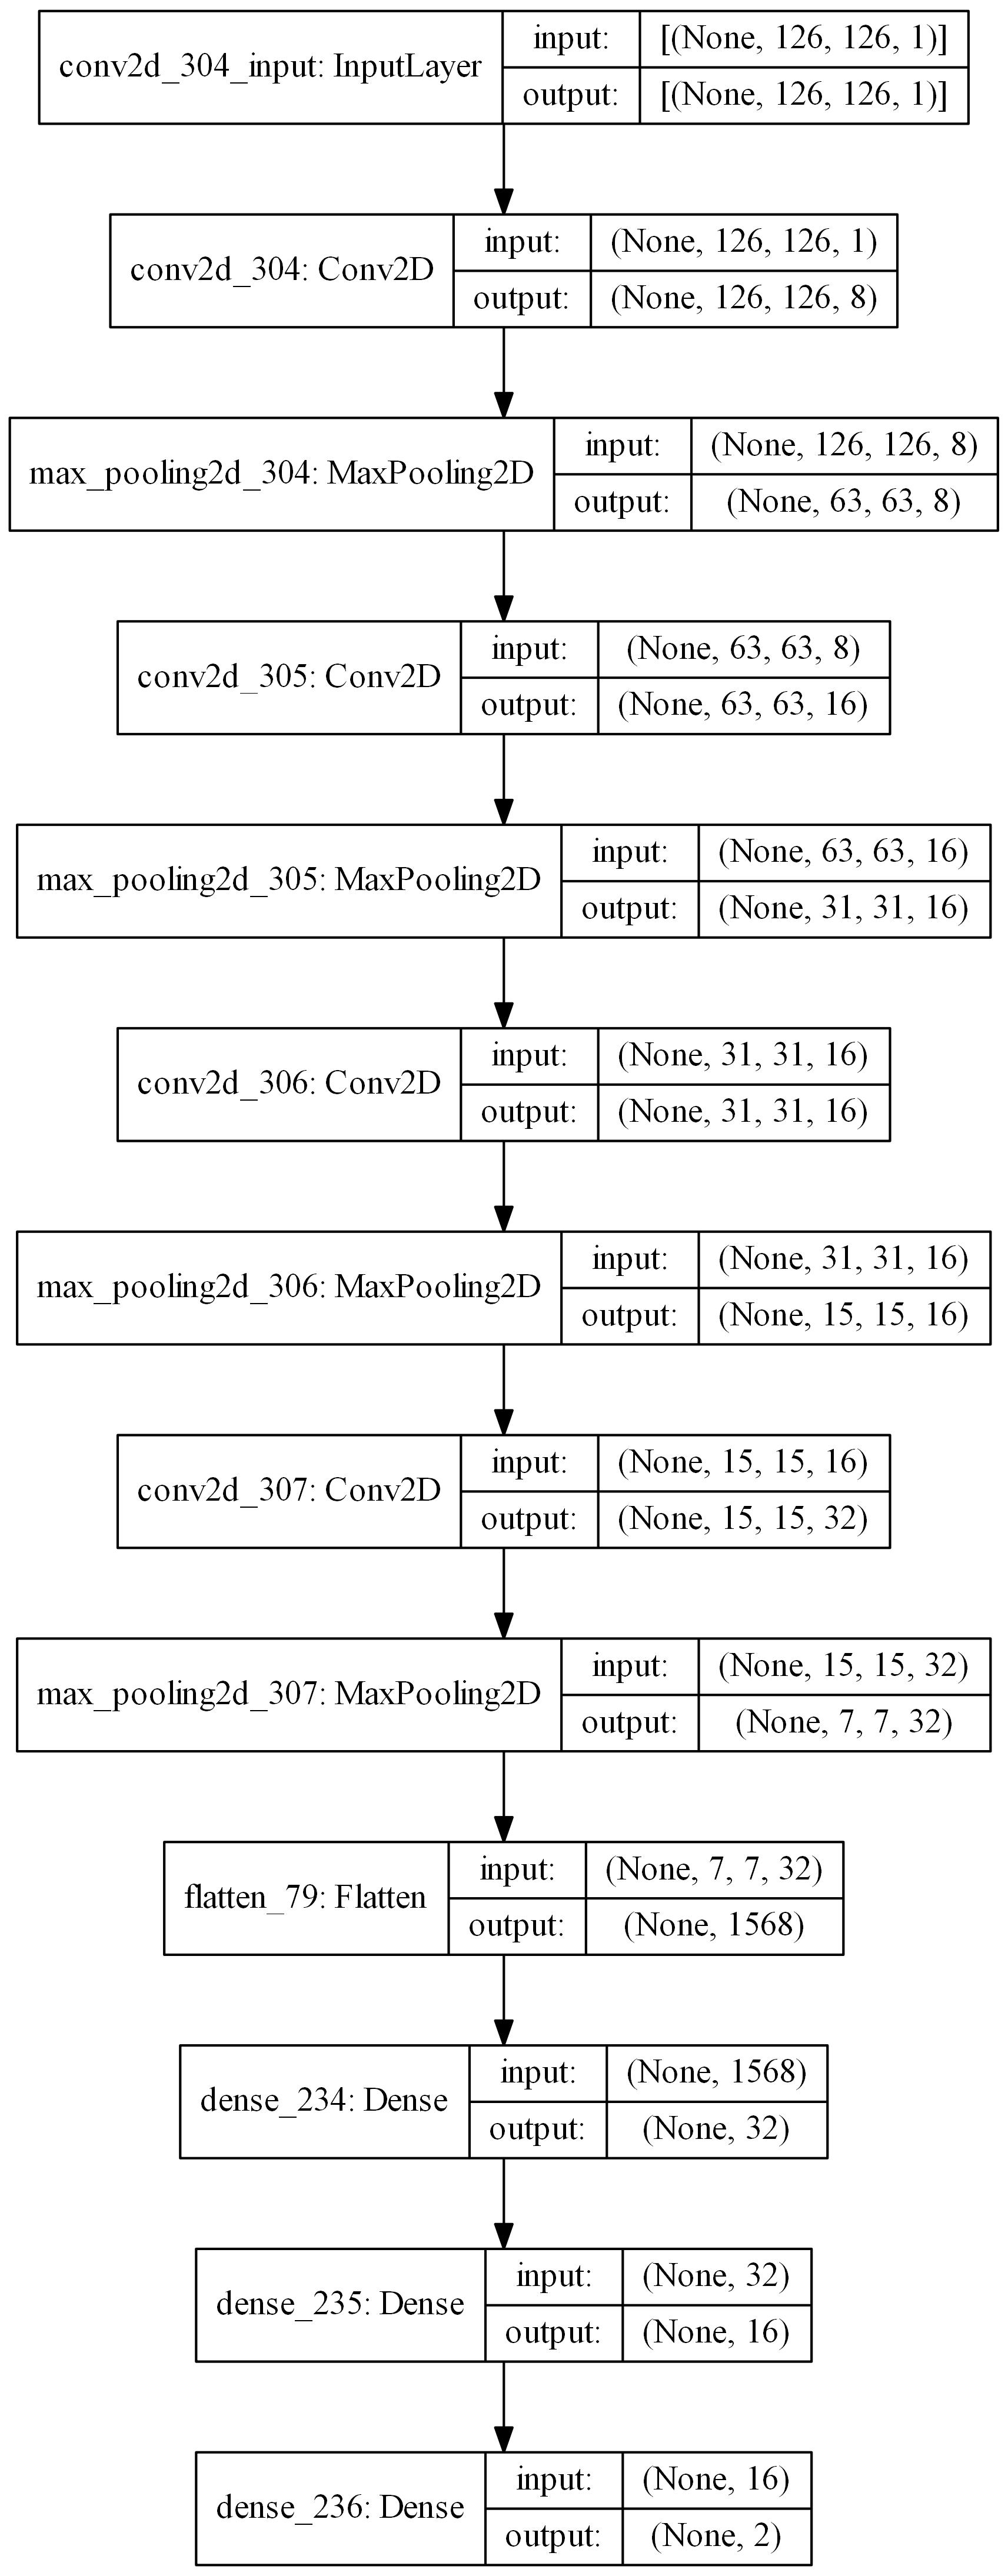 conv2d_304_input: InputLayer
input:
[(None, 126, 126, 1)]
output:
[(None, 126, 126, 1)]
conv2d_304: Conv2D
input:
(None, 126, 126, 1)
output:
(None, 126, 126, 8)
max_pooling2d_304: MaxPooling2D
input:
(None, 126, 126, 8)
output:
(None, 63, 63, 8)
conv2d_305: Conv2D
input:
(None, 63, 63, 8)
output:
(None, 63, 63, 16)
max_pooling2d_305: MaxPooling2D
input:
(None, 63, 63, 16)
output:
(None, 31, 31, 16)
conv2d_306: Conv2D
input:
(None, 31, 31, 16)
output:
(None, 31, 31, 16)
max_pooling2d_306: MaxPooling2D
input:
(None, 31, 31, 16)
output:
(None, 15, 15, 16)
conv2d_307: Conv2D
input:
(None, 15, 15, 16)
output:
(None, 15, 15, 32)
max_pooling2d_307: MaxPooling2D
input:
(None, 15, 15, 32)
output:
(None, 7, 7, 32)
flatten_79: Flatten
input:
(None, 7, 7, 32)
output:
(None, 1568)
dense_234: Dense
input:
(None, 1568)
output:
(None, 32)
dense_235: Dense
input:
(None, 32)
output:
(None, 16)
dense_236: Dense
input:
(None, 16)
output:
(None, 2)